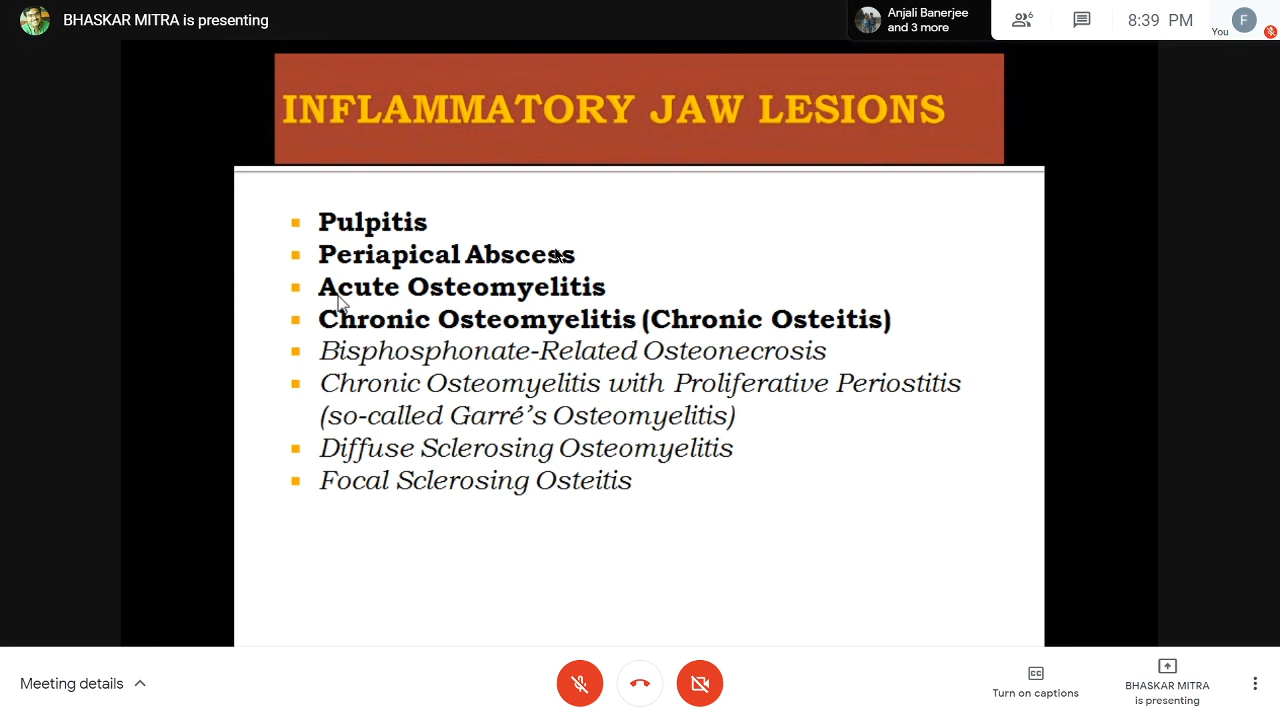 BHASKAR MITRA is presenting
Anjali Banerjee
and 3 more
6
8:39 PM
You
F
INFLAMMATORY JAW LESIONS
Pulpitis
Periapical Abscess
Acute Osteomyelitis
Chronic Osteomyelitis (Chronic Osteitis)
Bisphosphonate-Related Osteonecrosis
Chronic Osteomyelitis with Proliferative Periostitis
(so-called Garré's Osteomyelitis)
Diffuse Sclerosing Osteomyelitis
Focal Sclerosing Osteitis
Meeting details
CC
Turn on captions
BHASKAR MITRA
is presenting